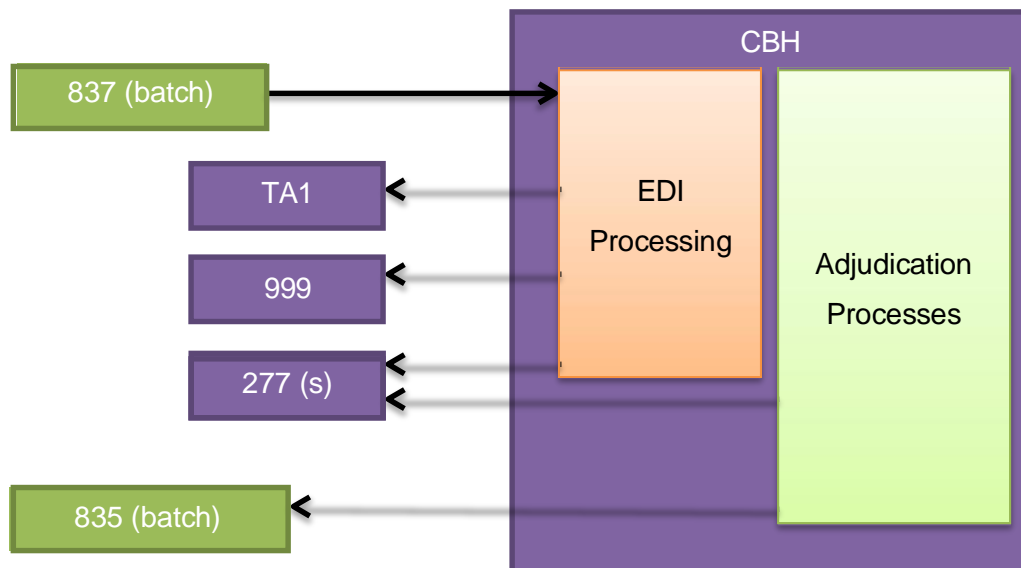 CBH
837 (batch)
TA1
EDI
Processing
999
Adjudication
Processes
277 (s)
835 (batch)